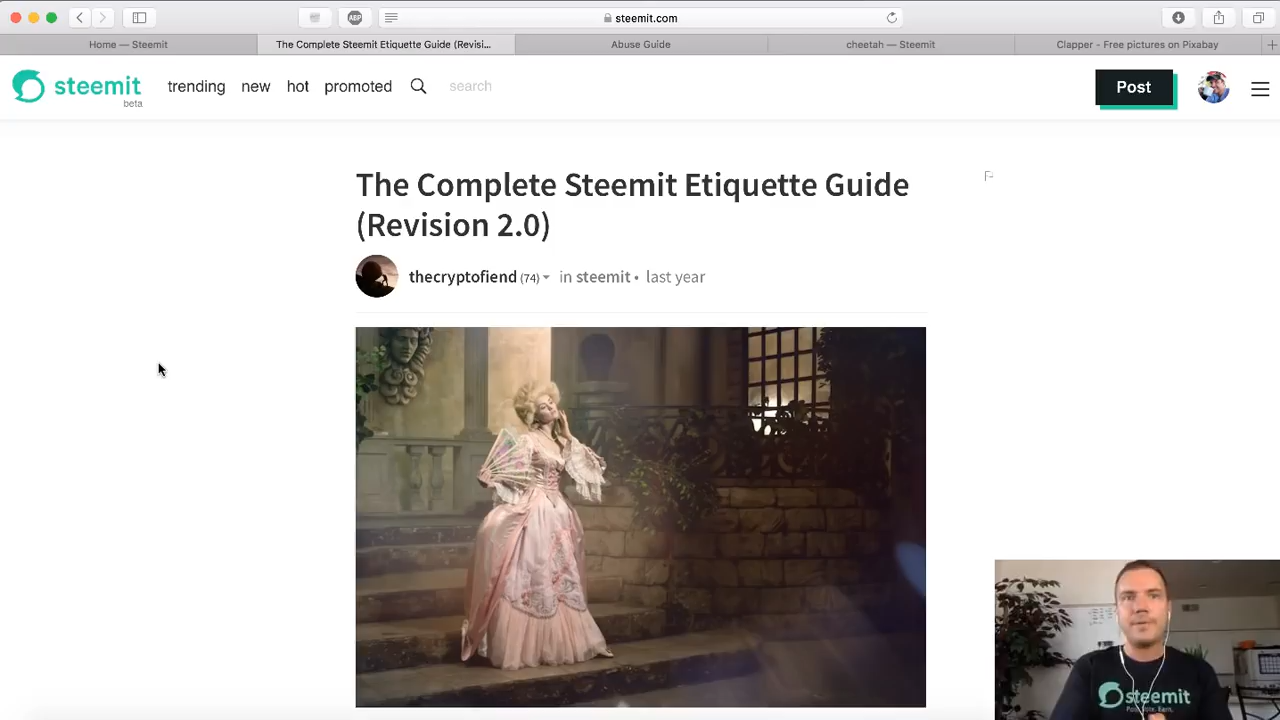 steemit.com
Home — Steemit
The Complete Steemit Etiquette Guide (Revisi...
Abuse Guide
cheetah — Steemit
Clapper - Free pictures on Pixabay
ABP
steemit
beta
trending
new
hot
promoted
search
Post
The Complete Steemit Etiquette Guide
(Revision 2.0)
thecryptofiend (74) in steemit • last year
steemit